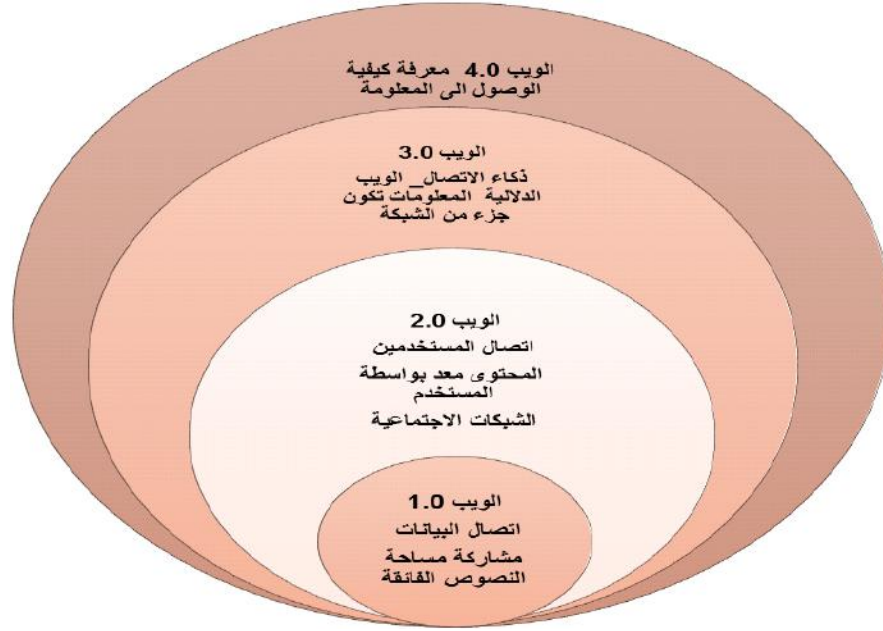 الويب 4.0 معرفة كيفية
الوصول الى المعلومة
الويب 3.0
ذكاء الاتصال_ الويب
الدلالية المعلومات تكون
جزء من الشبكة
الويب 2.0
اتصال المستخدمين
المحتوى معد بواسطة
المستخدم
الشبكات الاجتماعية
الويب 1.0
اتصال البيانات
مشاركة مساحة
النصوص الفائقة